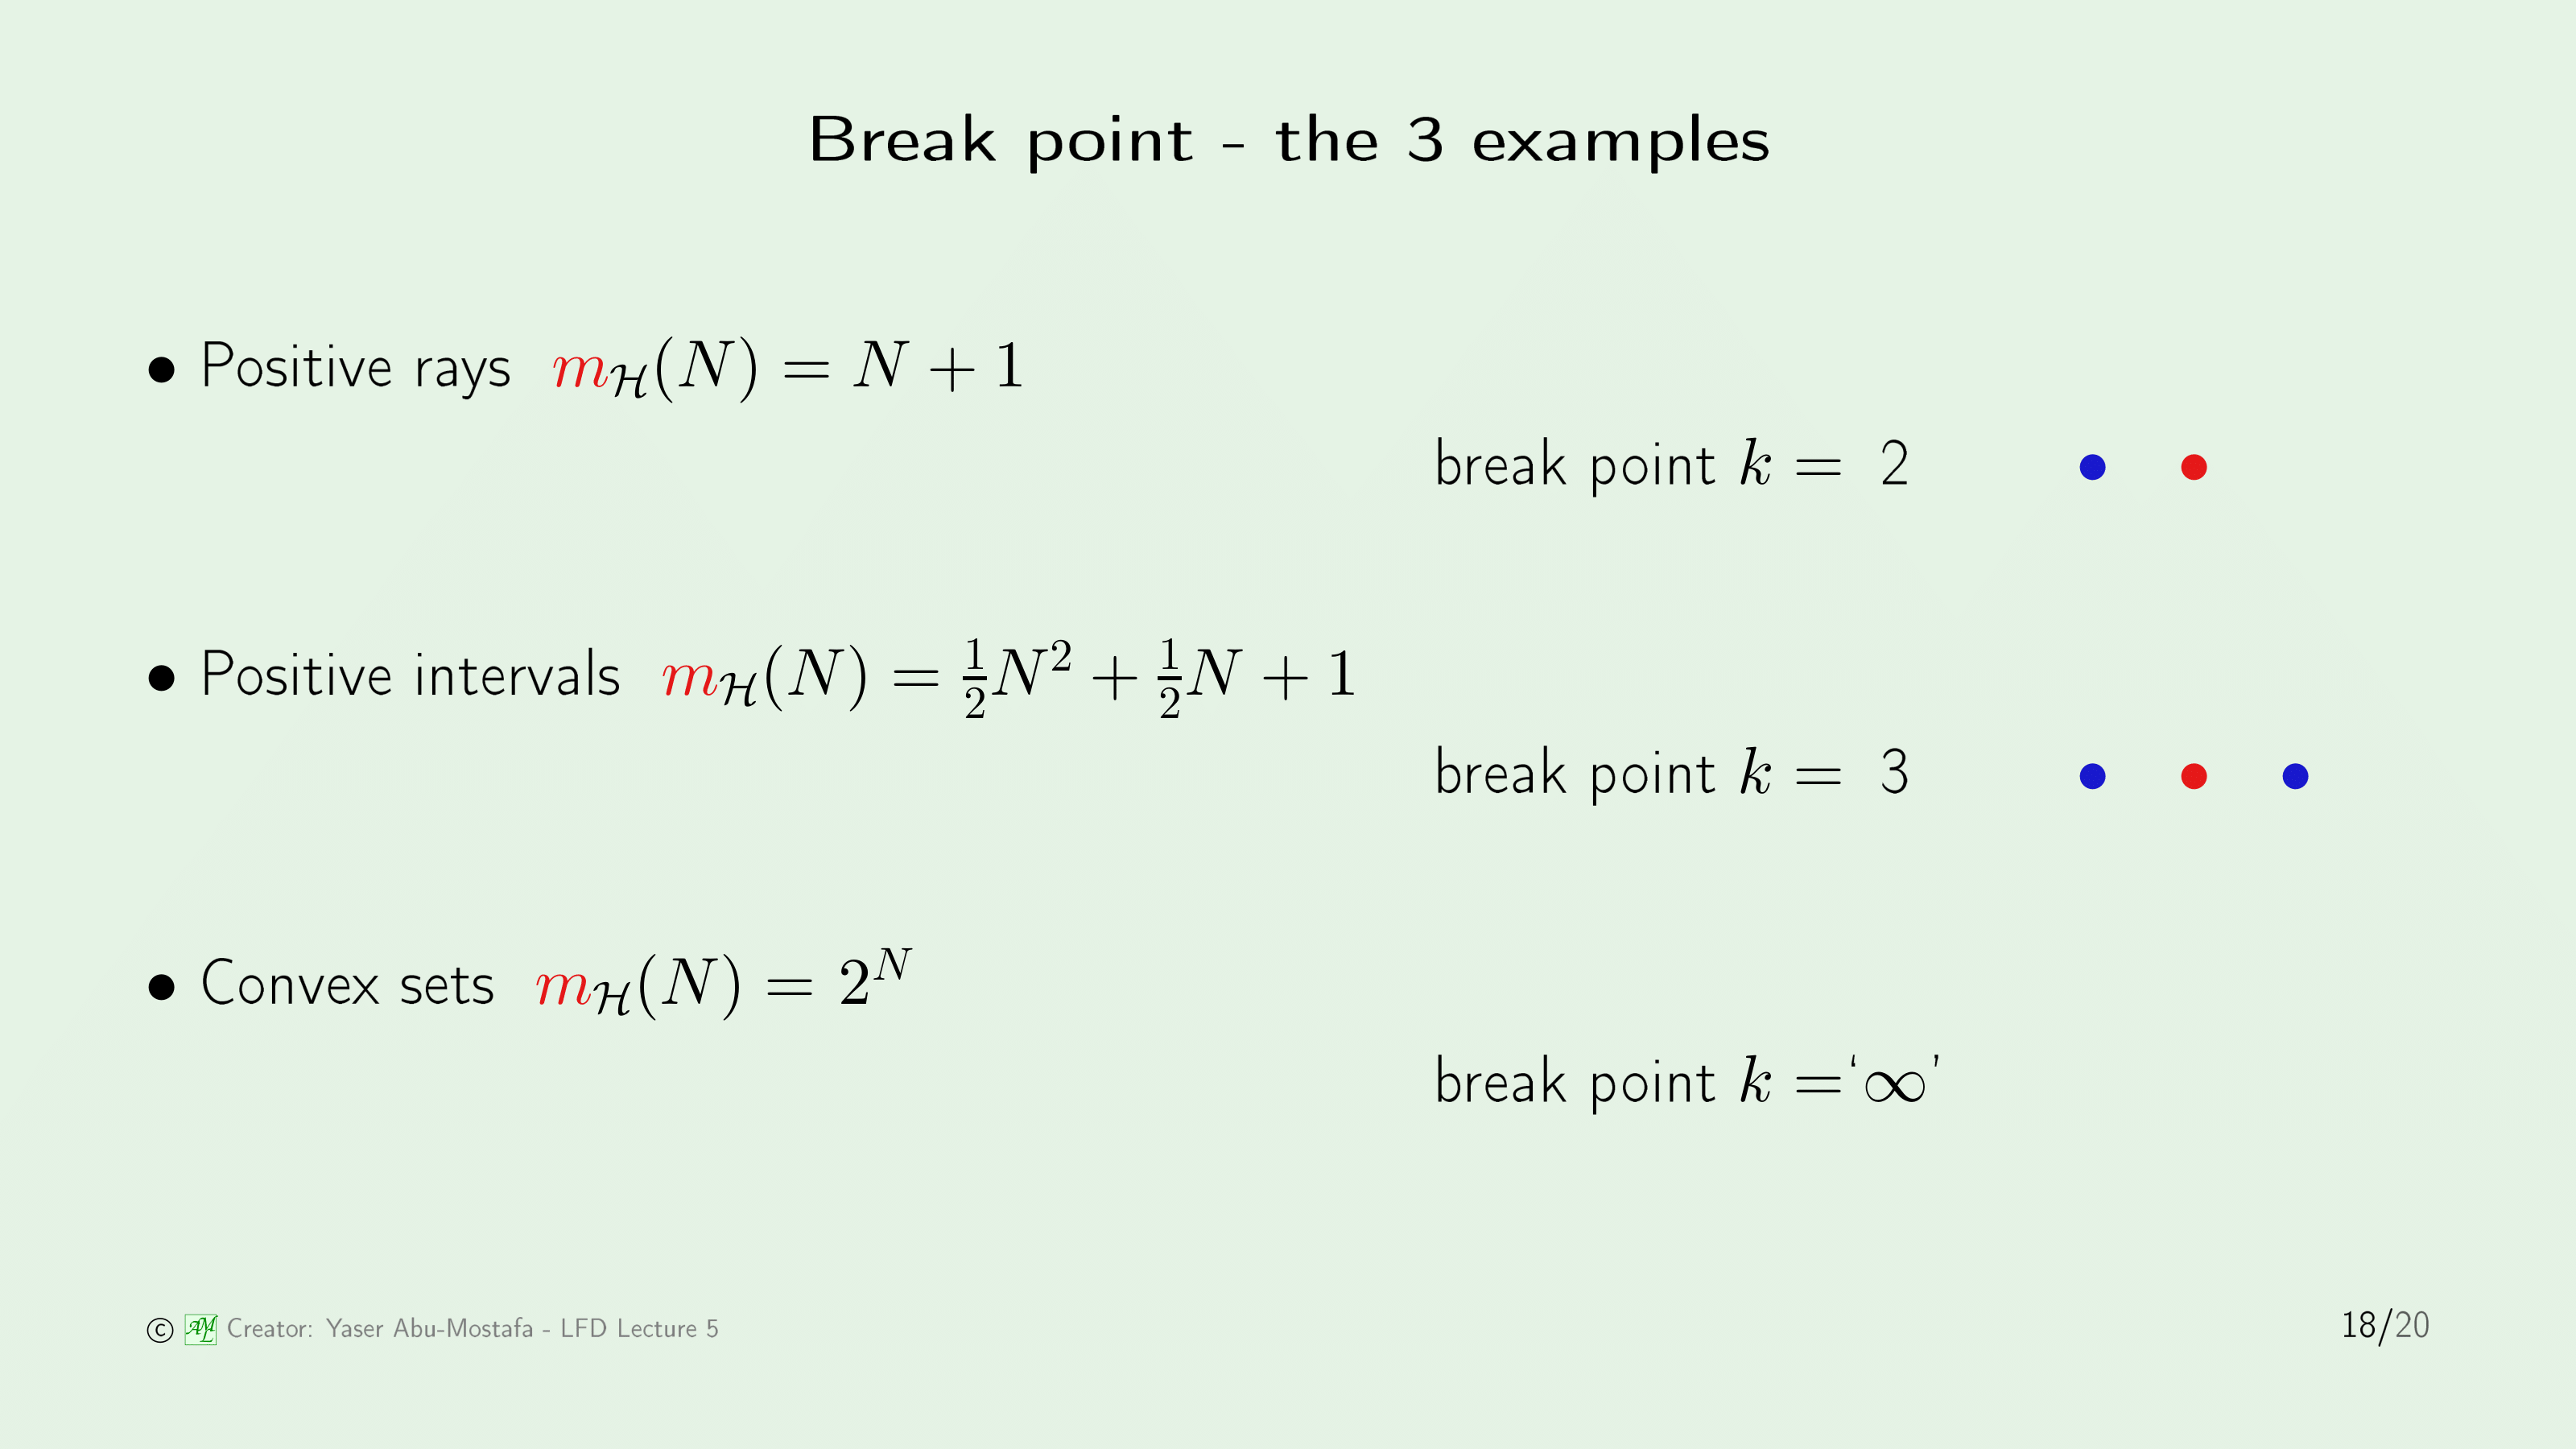 Break point - the 3 examples
• Positive rays $m_{\mathcal{H}}(N) = N + 1$
break point $k = 2$
• Positive intervals $m_{\mathcal{H}}(N) = \frac{1}{2}N^2 + \frac{1}{2}N + 1$
break point $k = 3$
• Convex sets $m_{\mathcal{H}}(N) = 2^N$
break point $k =$‘$\infty$’
© AML Creator: Yaser Abu-Mostafa - LFD Lecture 5
18/20